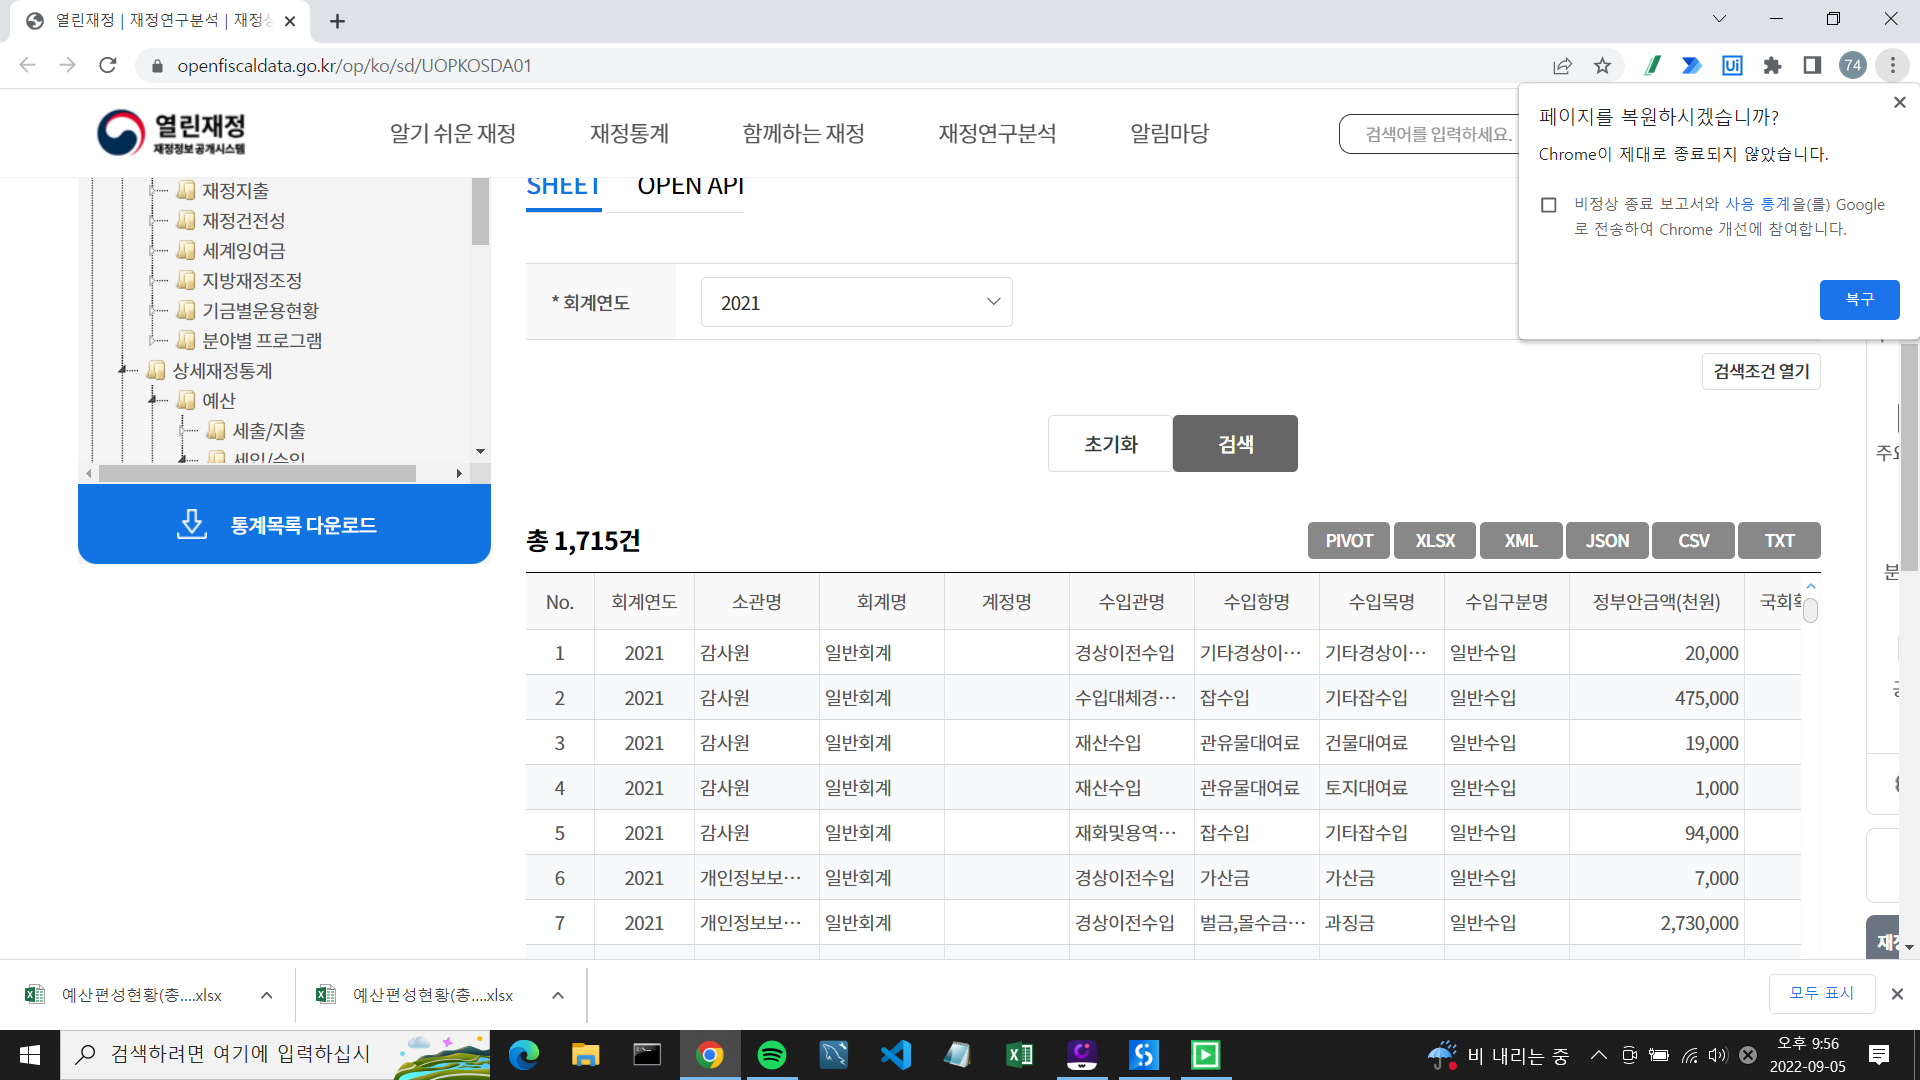 열린재정 | 재정연구분석 | 재정상
openfiscaldata.go.kr/op/ko/sd/UOPKOSDA01
74
열린재정
재정정보공개시스템
알기 쉬운 재정
재정통계
함께하는 재정
재정연구분석
알림마당
검색어를 입력하세요.
페이지를 복원하시겠습니까?
Chrome이 제대로 종료되지 않았습니다.
비정상 종료 보고서와 사용 통계을(를) Google
로 전송하여 Chrome 개선에 참여합니다.
복구
재정지출
재정건전성
세계잉여금
지방재정조정
기금별운용현황
분야별 프로그램
상세재정통계
예산
세출/지출
세입/수입
통계목록 다운로드
SHEET OPEN API
* 회계연도 2021
검색조건 열기
초기화 검색
총 1,715건
PIVOT XLSX XML JSON CSV TXT
No. 회계연도 소관명 회계명 계정명 수입관명 수입항명 수입목명 수입구분명 정부안금액(천원) 국회확
1 2021 감사원 일반회계 경상이전수입 기타경상이… 기타경상이… 일반수입 20,000
2 2021 감사원 일반회계 수입대체경… 잡수입 기타잡수입 일반수입 475,000
3 2021 감사원 일반회계 재산수입 관유물대여료 건물대여료 일반수입 19,000
4 2021 감사원 일반회계 재산수입 관유물대여료 토지대여료 일반수입 1,000
5 2021 감사원 일반회계 재화및용역… 잡수입 기타잡수입 일반수입 94,000
6 2021 개인정보보… 일반회계 경상이전수입 가산금 가산금 일반수입 7,000
7 2021 개인정보보… 일반회계 경상이전수입 벌금,몰수금… 과징금 일반수입 2,730,000
예산편성현황(총....xlsx
예산편성현황(총....xlsx
모두 표시
검색하려면 여기에 입력하십시
비 내리는 중
오후 9:56
2022-09-05